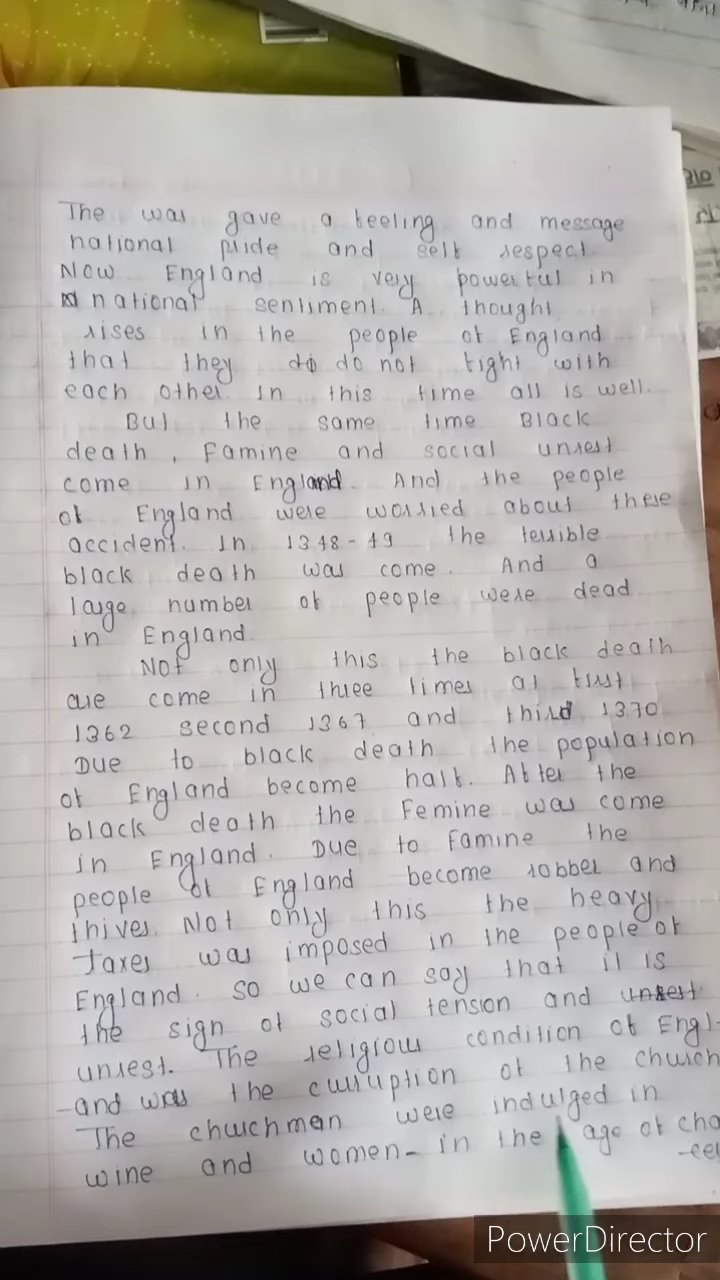 The was gave a feeling and message
national pride and self respect.
Now England is very powerful in
national sentiment. A thought
rises in the people of England
that they do do not fight with
each other. In this time all is well.
But the same time Black
death, Famine and social unrest
come in England. And the people
of England were worried about these
accident. In 1348-49 the terrible
black death was come. And a
large number of people were dead
in England.
Not only this the black death
are come in three times at first
1362 second 1367 and third 1370
Due to black death the population
of England become half. After the
black death the Femine was come
in England. Due to Famine the
people of England become robber and
thives. Not only this the heavy
taxes was imposed in the people of
England. So we can say that it is
the sign of social tension and unrest
unrest. The religious condition of Engl-
-and was the curruption of the church
The chuchman were indulged in
wine and women- in the age of cha
-cer
PowerDirector